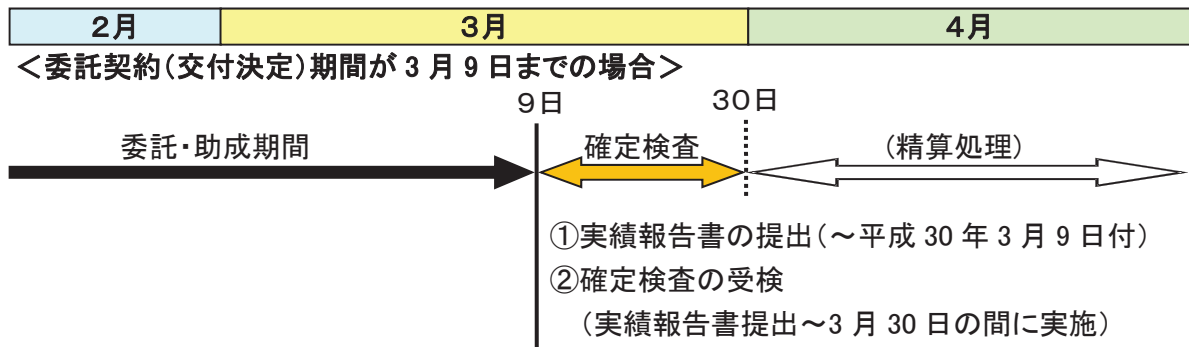 2月 3月 4月
＜委託契約（交付決定）期間が 3 月 9 日までの場合＞
9日 30日
委託・助成期間 確定検査 (精算処理)
①実績報告書の提出（～平成 30 年 3 月 9 日付）
②確定検査の受検
（実績報告書提出～3 月 30 日の間に実施）